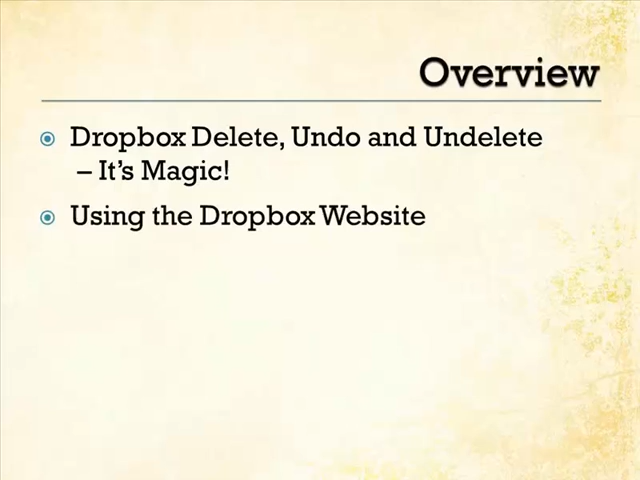 Overview
Dropbox Delete, Undo and Undelete
– It's Magic!
Using the Dropbox Website